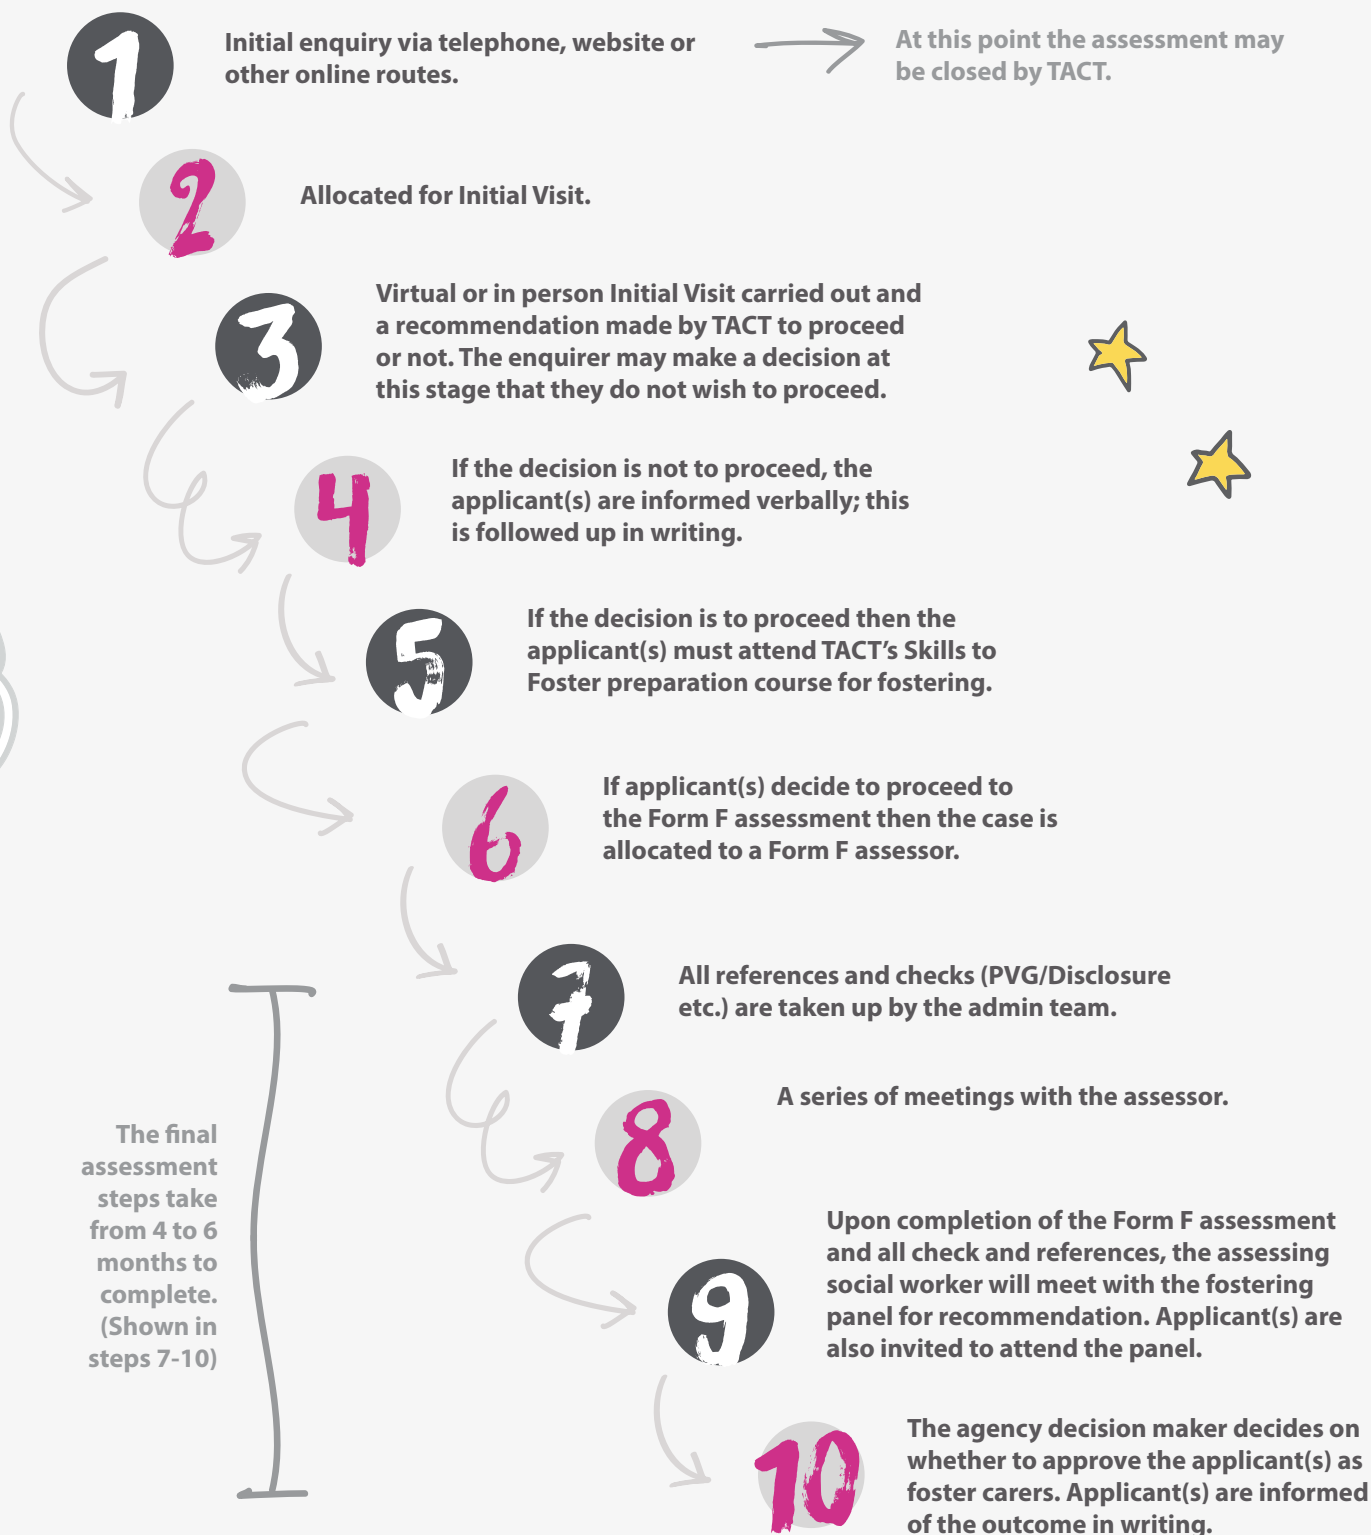 1
Initial enquiry via telephone, website or
other online routes.
At this point the assessment may
be closed by TACT.
2
Allocated for Initial Visit.
3
Virtual or in person Initial Visit carried out and
a recommendation made by TACT to proceed
or not. The enquirer may make a decision at
this stage that they do not wish to proceed.
4
If the decision is not to proceed, the
applicant(s) are informed verbally; this
is followed up in writing.
5
If the decision is to proceed then the
applicant(s) must attend TACT’s Skills to
Foster preparation course for fostering.
6
If applicant(s) decide to proceed to
the Form F assessment then the case is
allocated to a Form F assessor.
7
All references and checks (PVG/Disclosure
etc.) are taken up by the admin team.
8
A series of meetings with the assessor.
The final
assessment
steps take
from 4 to 6
months to
complete.
(Shown in
steps 7-10)
9
Upon completion of the Form F assessment
and all check and references, the assessing
social worker will meet with the fostering
panel for recommendation. Applicant(s) are
also invited to attend the panel.
10
The agency decision maker decides on
whether to approve the applicant(s) as
foster carers. Applicant(s) are informed
of the outcome in writing.